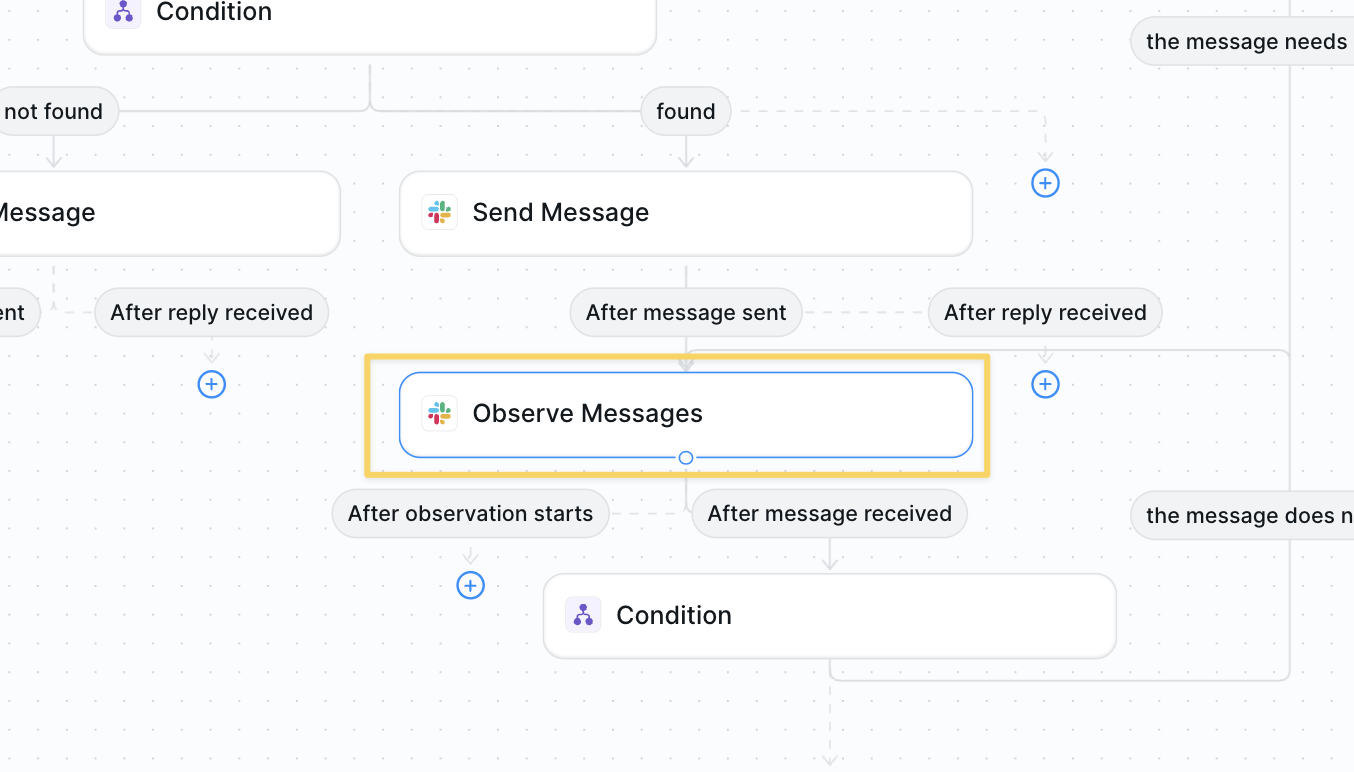 Condition
the message needs
not found
found
Message
Send Message
ent
After reply received
After message sent
After reply received
Observe Messages
After observation starts
After message received
the message does n
Condition